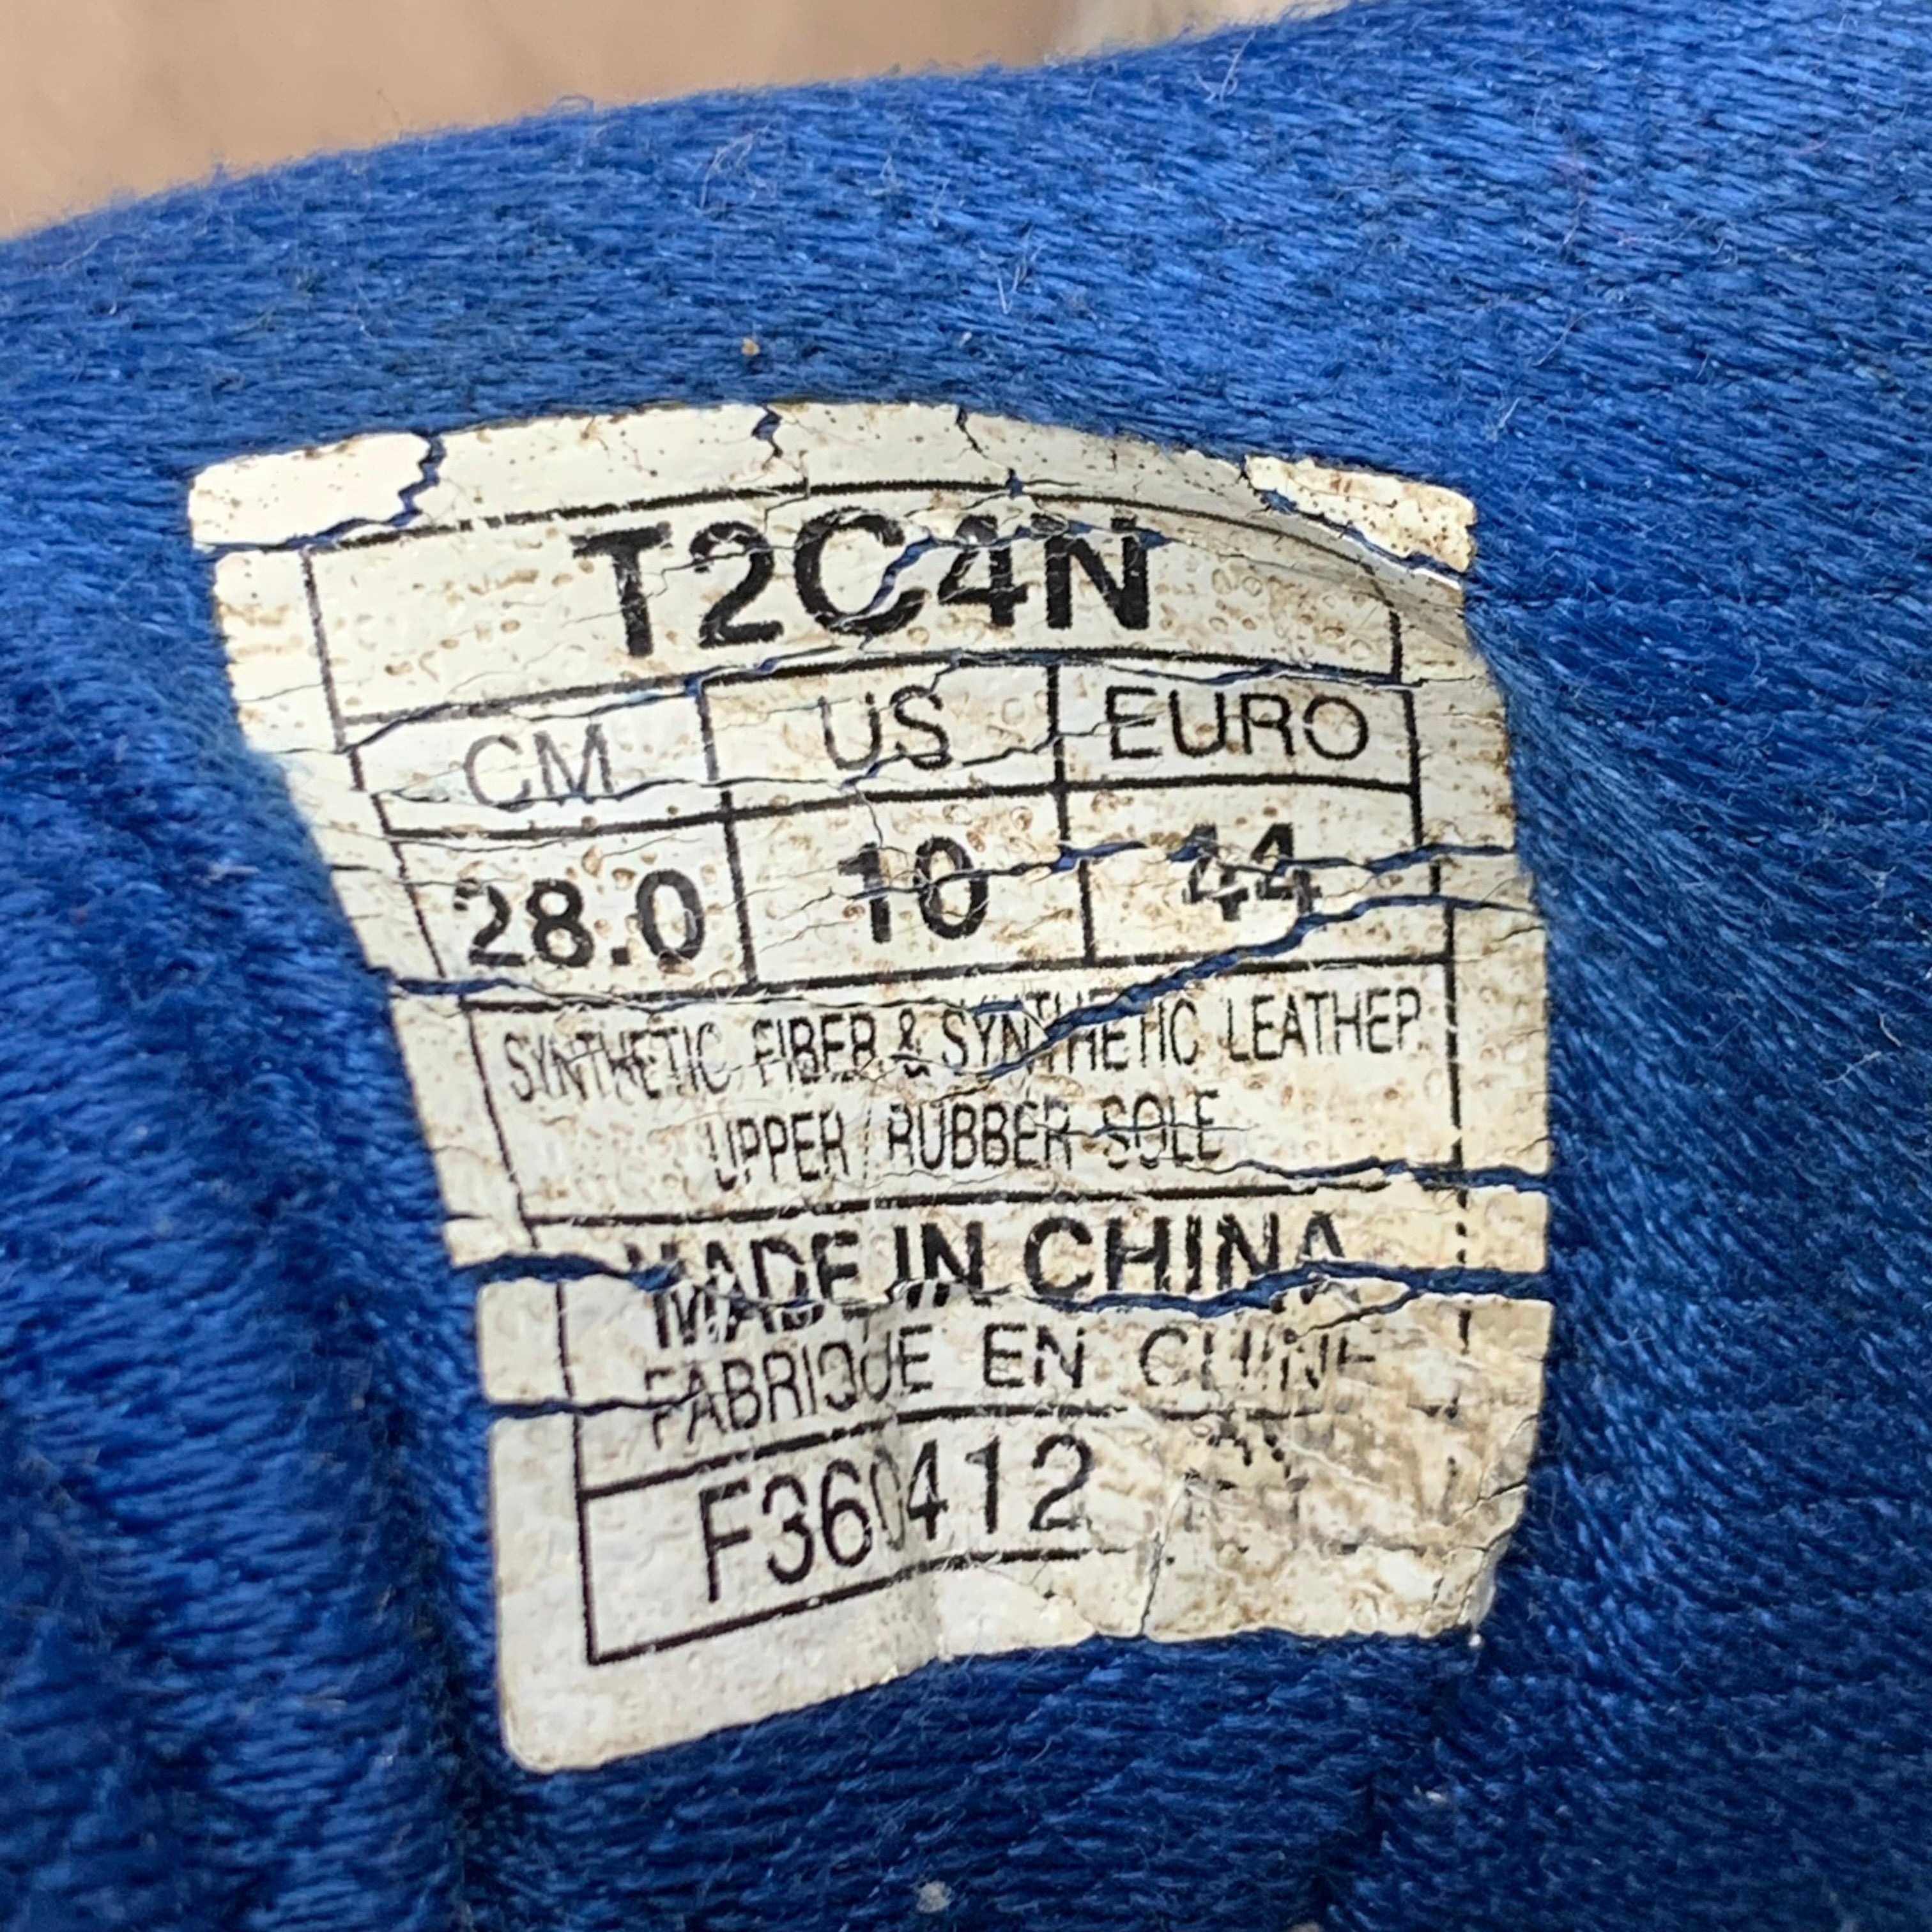 T2C4N
CM US EURO
28.0 10 44
SYNTHETIC FIBER & SYNTHETIC LEATHER
UPPER / RUBBER SOLE
MADE IN CHINA
FABRIQUE EN CHINE
F360412